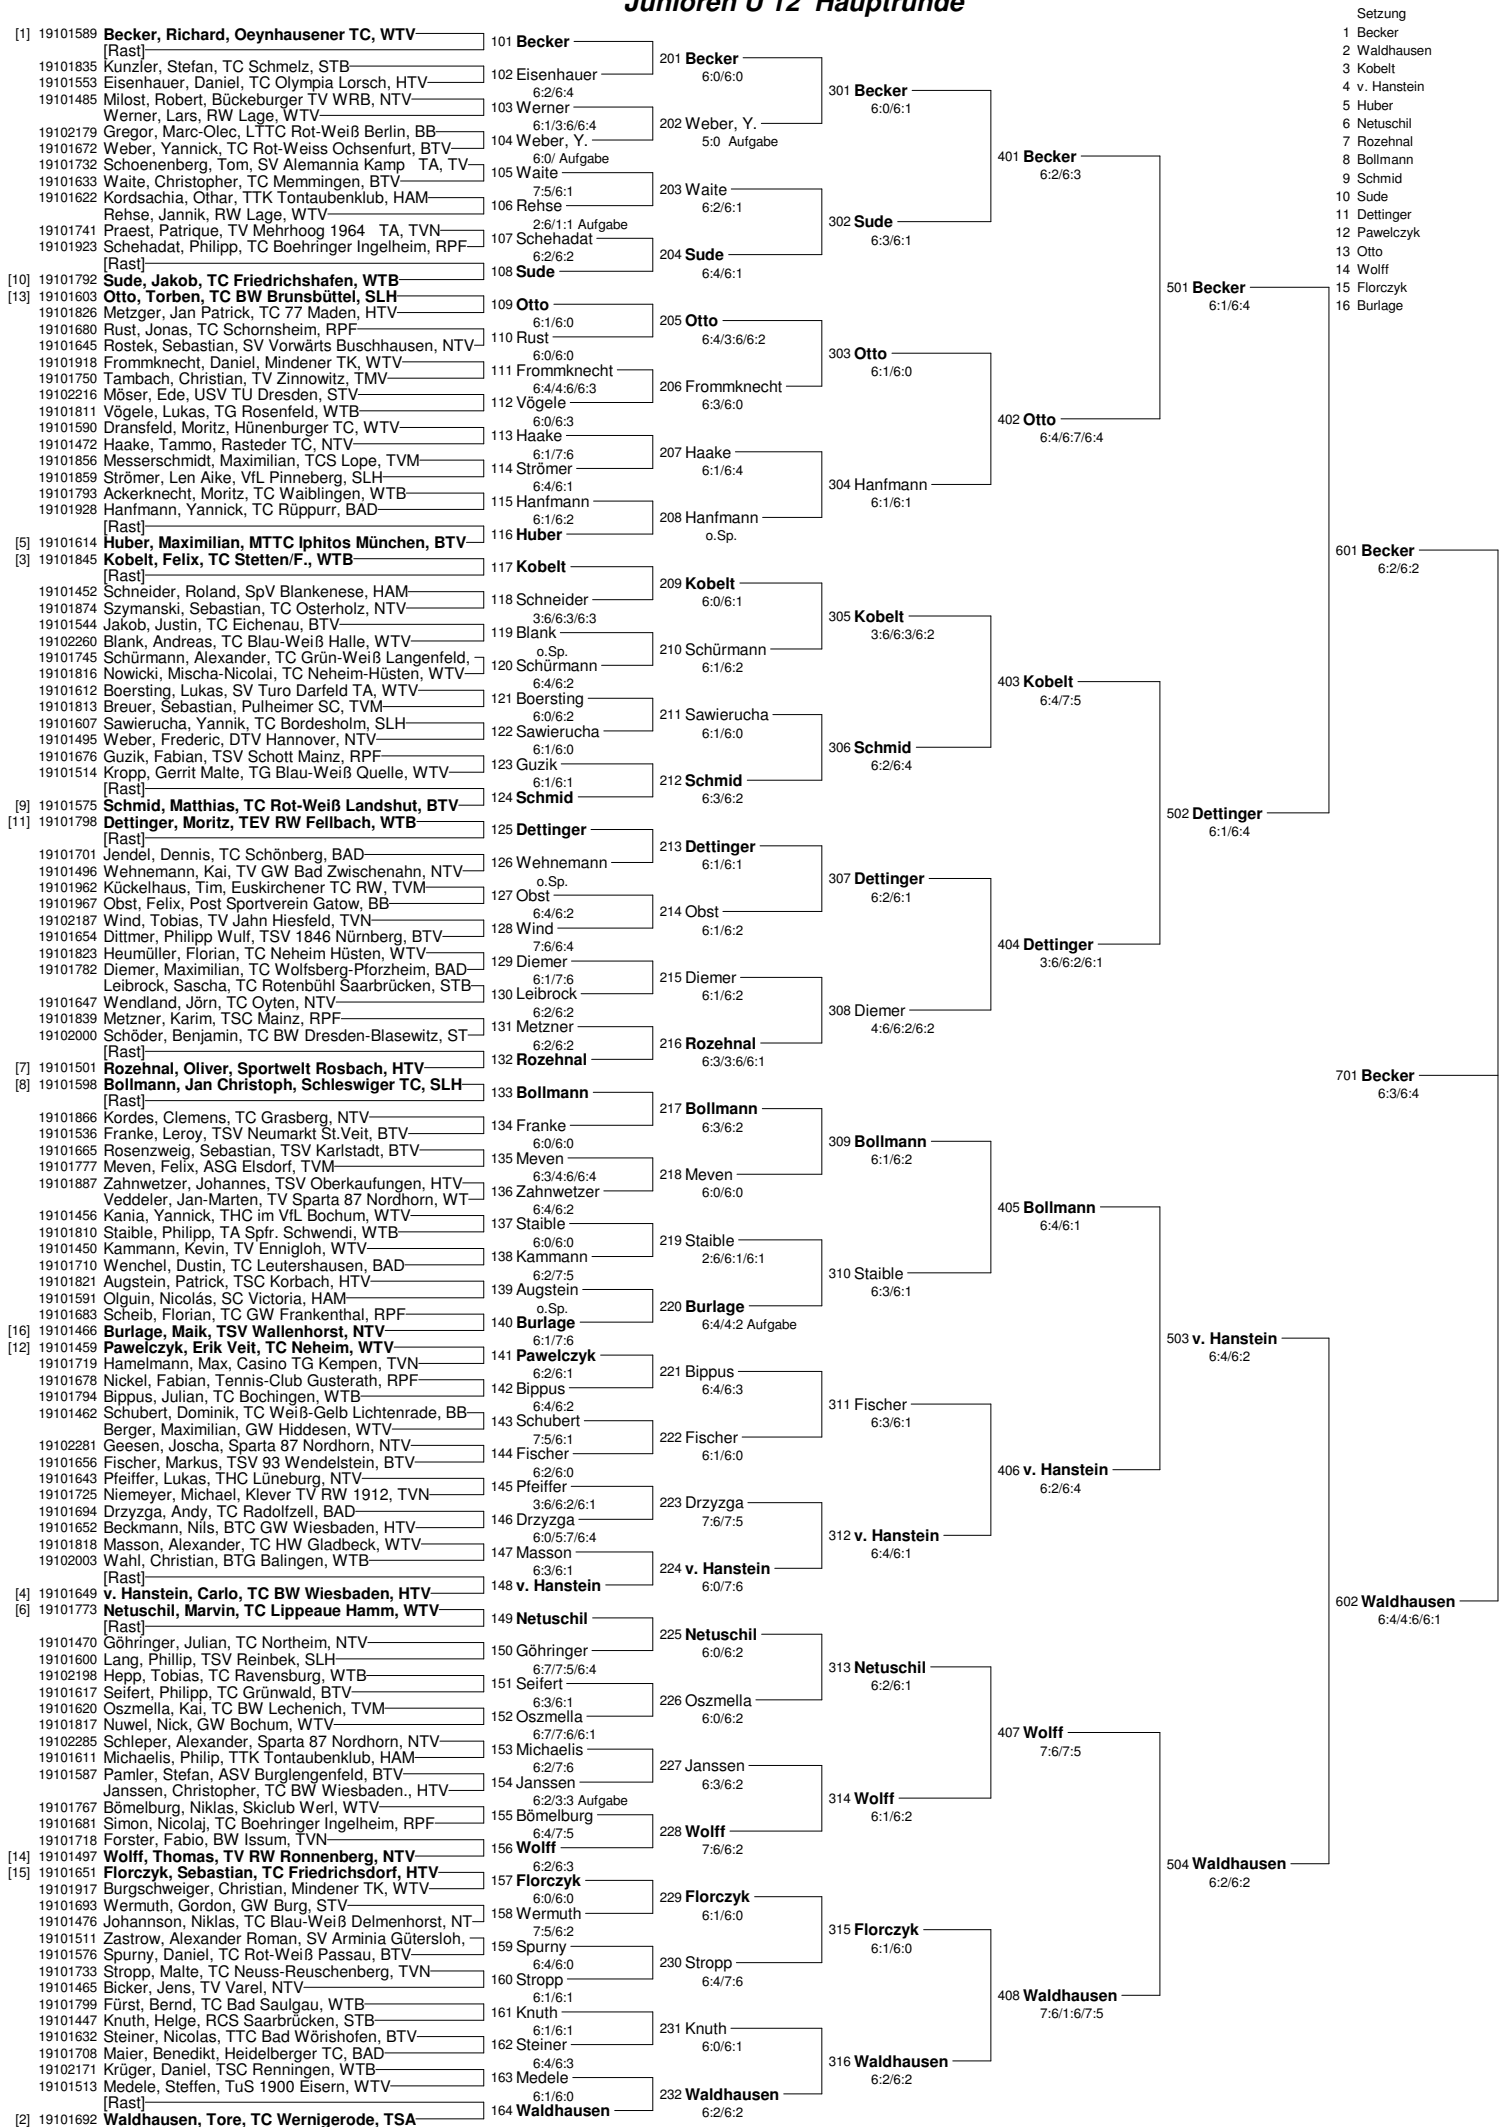 Junioren U 12 Hauptrunde
Setzung
1 Becker
2 Waldhausen
3 Kobelt
4 v. Hanstein
5 Huber
6 Netuschil
7 Rozehnal
8 Bollmann
9 Schmid
10 Sude
11 Dettinger
12 Pawelczyk
13 Otto
14 Wolff
15 Florczyk
16 Burlage
[1] 19101589 Becker, Richard, Oeynhausener TC, WTV
[Rast]
19101835 Kunzler, Stefan, TC Schmelz, STB
19101553 Eisenhauer, Daniel, TC Olympia Lorsch, HTV
19101485 Milost, Robert, Bückeburger TV WRB, NTV
Werner, Lars, RW Lage, WTV
19102179 Gregor, Marc-Olec, LTTC Rot-Weiß Berlin, BB
19101672 Weber, Yannick, TC Rot-Weiss Ochsenfurt, BTV
19101732 Schoenenberg, Tom, SV Alemannia Kamp TA, TV
19101633 Waite, Christopher, TC Memmingen, BTV
19101622 Kordsachia, Othar, TTK Tontaubenklub, HAM
Rehse, Jannik, RW Lage, WTV
19101741 Praest, Patrique, TV Mehrhoog 1964 TA, TVN
19101923 Schehadat, Philipp, TC Boehringer Ingelheim, RPF
[Rast]
[10] 19101792 Sude, Jakob, TC Friedrichshafen, WTB
[13] 19101603 Otto, Torben, TC BW Brunsbüttel, SLH
19101826 Metzger, Jan Patrick, TC 77 Maden, HTV
19101680 Rust, Jonas, TC Schornsheim, RPF
19101645 Rostek, Sebastian, SV Vorwärts Buschhausen, NTV
19101918 Frommknecht, Daniel, Mindener TK, WTV
19101750 Tambach, Christian, TV Zinnowitz, TMV
19102216 Möser, Ede, USV TU Dresden, STV
19101811 Vögele, Lukas, TG Rosenfeld, WTB
19101590 Dransfeld, Moritz, Hünenburger TC, WTV
19101472 Haake, Tammo, Rasteder TC, NTV
19101856 Messerschmidt, Maximilian, TCS Lope, TVM
19101859 Strömer, Len Aike, VfL Pinneberg, SLH
19101793 Ackerknecht, Moritz, TC Waiblingen, WTB
19101928 Hanfmann, Yannick, TC Rüppurr, BAD
[Rast]
[5] 19101614 Huber, Maximilian, MTTC Iphitos München, BTV
[3] 19101845 Kobelt, Felix, TC Stetten/F., WTB
[Rast]
19101452 Schneider, Roland, SpV Blankenese, HAM
19101874 Szymanski, Sebastian, TC Osterholz, NTV
19101544 Jakob, Justin, TC Eichenau, BTV
19102260 Blank, Andreas, TC Blau-Weiß Halle, WTV
19101745 Schürmann, Alexander, TC Grün-Weiß Langenfeld,
19101816 Nowicki, Mischa-Nicolai, TC Neheim-Hüsten, WTV
19101612 Boersting, Lukas, SV Turo Darfeld TA, WTV
19101813 Breuer, Sebastian, Pulheimer SC, TVM
19101607 Sawierucha, Yannik, TC Bordesholm, SLH
19101495 Weber, Frederic, DTV Hannover, NTV
19101676 Guzik, Fabian, TSV Schott Mainz, RPF
19101514 Kropp, Gerrit Malte, TG Blau-Weiß Quelle, WTV
[Rast]
[9] 19101575 Schmid, Matthias, TC Rot-Weiß Landshut, BTV
[11] 19101798 Dettinger, Moritz, TEV RW Fellbach, WTB
[Rast]
19101701 Jendel, Dennis, TC Schönberg, BAD
19101496 Wehnemann, Kai, TV GW Bad Zwischenahn, NTV
19101962 Kückelhaus, Tim, Euskirchener TC RW, TVM
19101967 Obst, Felix, Post Sportverein Gatow, BB
19102187 Wind, Tobias, TV Jahn Hiesfeld, TVN
19101654 Dittmer, Philipp Wulf, TSV 1846 Nürnberg, BTV
19101823 Heumüller, Florian, TC Neheim Hüsten, WTV
19101782 Diemer, Maximilian, TC Wolfsberg-Pforzheim, BAD
Leibrock, Sascha, TC Rotenbühl Saarbrücken, STB
19101647 Wendland, Jörn, TC Oyten, NTV
19101839 Metzner, Karim, TSC Mainz, RPF
19102000 Schöder, Benjamin, TC BW Dresden-Blasewitz, ST
[Rast]
[7] 19101501 Rozehnal, Oliver, Sportwelt Rosbach, HTV
[8] 19101598 Bollmann, Jan Christoph, Schleswiger TC, SLH
[Rast]
19101866 Kordes, Clemens, TC Grasberg, NTV
19101536 Franke, Leroy, TSV Neumarkt St.Veit, BTV
19101665 Rosenzweig, Sebastian, TSV Karlstadt, BTV
19101777 Meven, Felix, ASG Elsdorf, TVM
19101887 Zahnwetzer, Johannes, TSV Oberkaufungen, HTV
Veddeler, Jan-Marten, TV Sparta 87 Nordhorn, WT
19101456 Kania, Yannick, THC im VfL Bochum, WTV
19101810 Staible, Philipp, TA Spfr. Schwendi, WTB
19101450 Kammann, Kevin, TV Ennigloh, WTV
19101710 Wenchel, Dustin, TC Leutershausen, BAD
19101821 Augstein, Patrick, TSC Korbach, HTV
19101591 Olguin, Nicolás, SC Victoria, HAM
19101683 Scheib, Florian, TC GW Frankenthal, RPF
[16] 19101466 Burlage, Maik, TSV Wallenhorst, NTV
[12] 19101459 Pawelczyk, Erik Veit, TC Neheim, WTV
19101719 Hamelmann, Max, Casino TG Kempen, TVN
19101678 Nickel, Fabian, Tennis-Club Gusterath, RPF
19101794 Bippus, Julian, TC Bochingen, WTB
19101462 Schubert, Dominik, TC Weiß-Gelb Lichtenrade, BB
Berger, Maximilian, GW Hiddesen, WTV
19102281 Geesen, Joscha, Sparta 87 Nordhorn, NTV
19101656 Fischer, Markus, TSV 93 Wendelstein, BTV
19101643 Pfeiffer, Lukas, THC Lüneburg, NTV
19101725 Niemeyer, Michael, Klever TV RW 1912, TVN
19101694 Drzyzga, Andy, TC Radolfzell, BAD
19101652 Beckmann, Nils, BTC GW Wiesbaden, HTV
19101818 Masson, Alexander, TC HW Gladbeck, WTV
19102003 Wahl, Christian, BTG Balingen, WTB
[Rast]
[4] 19101649 v. Hanstein, Carlo, TC BW Wiesbaden, HTV
[6] 19101773 Netuschil, Marvin, TC Lippeaue Hamm, WTV
[Rast]
19101470 Göhringer, Julian, TC Northeim, NTV
19101600 Lang, Phillip, TSV Reinbek, SLH
19102198 Hepp, Tobias, TC Ravensburg, WTB
19101617 Seifert, Philipp, TC Grünwald, BTV
19101620 Oszmella, Kai, TC BW Lechenich, TVM
19101817 Nuwel, Nick, GW Bochum, WTV
19102285 Schleper, Alexander, Sparta 87 Nordhorn, NTV
19101611 Michaelis, Philip, TTK Tontaubenklub, HAM
19101587 Pamler, Stefan, ASV Burglengenfeld, BTV
Janssen, Christopher, TC BW Wiesbaden., HTV
19101767 Bömelburg, Niklas, Skiclub Werl, WTV
19101681 Simon, Nicolaj, TC Boehringer Ingelheim, RPF
19101718 Forster, Fabio, BW Issum, TVN
[14] 19101497 Wolff, Thomas, TV RW Ronnenberg, NTV
[15] 19101651 Florczyk, Sebastian, TC Friedrichsdorf, HTV
19101917 Burgschweiger, Christian, Mindener TK, WTV
19101693 Wermuth, Gordon, GW Burg, STV
19101476 Johannson, Niklas, TC Blau-Weiß Delmenhorst, NT
19101511 Zastrow, Alexander Roman, SV Arminia Gütersloh,
19101576 Spurny, Daniel, TC Rot-Weiß Passau, BTV
19101733 Stropp, Malte, TC Neuss-Reuschenberg, TVN
19101465 Bicker, Jens, TV Varel, NTV
19101799 Fürst, Bernd, TC Bad Saulgau, WTB
19101447 Knuth, Helge, RCS Saarbrücken, STB
19101632 Steiner, Nicolas, TTC Bad Wörishofen, BTV
19101708 Maier, Benedikt, Heidelberger TC, BAD
19102171 Krüger, Daniel, TSC Renningen, WTB
19101513 Medele, Steffen, TuS 1900 Eisern, WTV
[Rast]
[2] 19101692 Waldhausen, Tore, TC Wernigerode, TSA
101 Becker
102 Eisenhauer
6:2/6:4
103 Werner
6:1/3:6/6:4
104 Weber, Y.
6:0/ Aufgabe
105 Waite
7:5/6:1
106 Rehse
2:6/1:1 Aufgabe
107 Schehadat
6:2/6:2
108 Sude
109 Otto
6:1/6:0
110 Rust
6:0/6:0
111 Frommknecht
6:4/4:6/6:3
112 Vögele
6:0/6:3
113 Haake
6:1/7:6
114 Strömer
6:4/6:1
115 Hanfmann
6:1/6:2
116 Huber
117 Kobelt
118 Schneider
3:6/6:3/6:3
119 Blank
o.Sp.
120 Schürmann
6:4/6:2
121 Boersting
6:0/6:2
122 Sawierucha
6:1/6:0
123 Guzik
6:1/6:1
124 Schmid
125 Dettinger
126 Wehnemann
o.Sp.
127 Obst
6:4/6:2
128 Wind
7:6/6:4
129 Diemer
6:1/7:6
130 Leibrock
6:2/6:2
131 Metzner
6:2/6:2
132 Rozehnal
133 Bollmann
134 Franke
6:0/6:0
135 Meven
6:3/4:6/6:4
136 Zahnwetzer
6:4/6:2
137 Staible
6:0/6:0
138 Kammann
6:2/7:5
139 Augstein
o.Sp.
140 Burlage
6:1/7:6
141 Pawelczyk
6:2/6:1
142 Bippus
6:4/6:2
143 Schubert
7:5/6:1
144 Fischer
6:2/6:0
145 Pfeiffer
3:6/6:2/6:1
146 Drzyzga
6:0/5:7/6:4
147 Masson
6:3/6:1
148 v. Hanstein
149 Netuschil
150 Göhringer
6:7/7:5/6:4
151 Seifert
6:3/6:1
152 Oszmella
6:7/7:6/6:1
153 Michaelis
6:2/7:6
154 Janssen
6:2/3:3 Aufgabe
155 Bömelburg
6:4/7:5
156 Wolff
6:2/6:3
157 Florczyk
6:0/6:0
158 Wermuth
7:5/6:2
159 Spurny
6:4/6:0
160 Stropp
6:1/6:1
161 Knuth
6:1/6:1
162 Steiner
6:4/6:3
163 Medele
6:1/6:0
164 Waldhausen
201 Becker
6:0/6:0
202 Weber, Y.
5:0 Aufgabe
203 Waite
6:2/6:1
204 Sude
6:4/6:1
205 Otto
6:4/3:6/6:2
206 Frommknecht
6:3/6:0
207 Haake
6:1/6:4
208 Hanfmann
o.Sp.
209 Kobelt
6:0/6:1
210 Schürmann
6:1/6:2
211 Sawierucha
6:1/6:0
212 Schmid
6:3/6:2
213 Dettinger
6:1/6:1
214 Obst
6:1/6:2
215 Diemer
6:1/6:2
216 Rozehnal
6:3/3:6/6:1
217 Bollmann
6:3/6:2
218 Meven
6:0/6:0
219 Staible
2:6/6:1/6:1
220 Burlage
6:4/4:2 Aufgabe
221 Bippus
6:4/6:3
222 Fischer
6:1/6:0
223 Drzyzga
7:6/7:5
224 v. Hanstein
6:0/7:6
225 Netuschil
6:0/6:2
226 Oszmella
6:0/6:2
227 Janssen
6:3/6:2
228 Wolff
7:6/6:2
229 Florczyk
6:1/6:0
230 Stropp
6:4/7:6
231 Knuth
6:0/6:1
232 Waldhausen
6:2/6:2
301 Becker
6:0/6:1
302 Sude
6:3/6:1
303 Otto
6:1/6:0
304 Hanfmann
6:1/6:1
305 Kobelt
3:6/6:3/6:2
306 Schmid
6:2/6:4
307 Dettinger
6:2/6:1
308 Diemer
4:6/6:2/6:2
309 Bollmann
6:1/6:2
310 Staible
6:3/6:1
311 Fischer
6:3/6:1
312 v. Hanstein
6:4/6:1
313 Netuschil
6:2/6:1
314 Wolff
6:1/6:2
315 Florczyk
6:1/6:0
316 Waldhausen
6:2/6:2
401 Becker
6:2/6:3
402 Otto
6:4/6:7/6:4
403 Kobelt
6:4/7:5
404 Dettinger
3:6/6:2/6:1
405 Bollmann
6:4/6:1
406 v. Hanstein
6:2/6:4
407 Wolff
7:6/7:5
408 Waldhausen
7:6/1:6/7:5
501 Becker
6:1/6:4
502 Dettinger
6:1/6:4
503 v. Hanstein
6:4/6:2
504 Waldhausen
6:2/6:2
601 Becker
6:2/6:2
602 Waldhausen
6:4/4:6/6:1
701 Becker
6:3/6:4